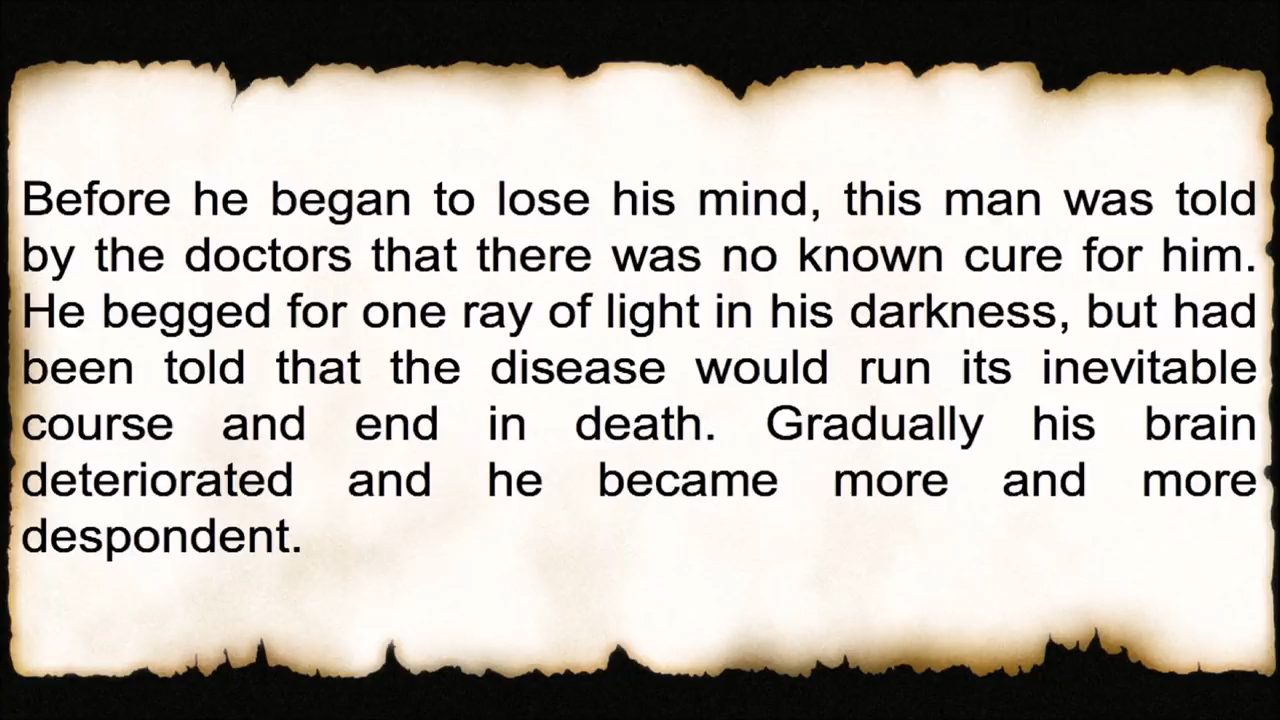 Before he began to lose his mind, this man was told
by the doctors that there was no known cure for him.
He begged for one ray of light in his darkness, but had
been told that the disease would run its inevitable
course and end in death. Gradually his brain
deteriorated and he became more and more
despondent.